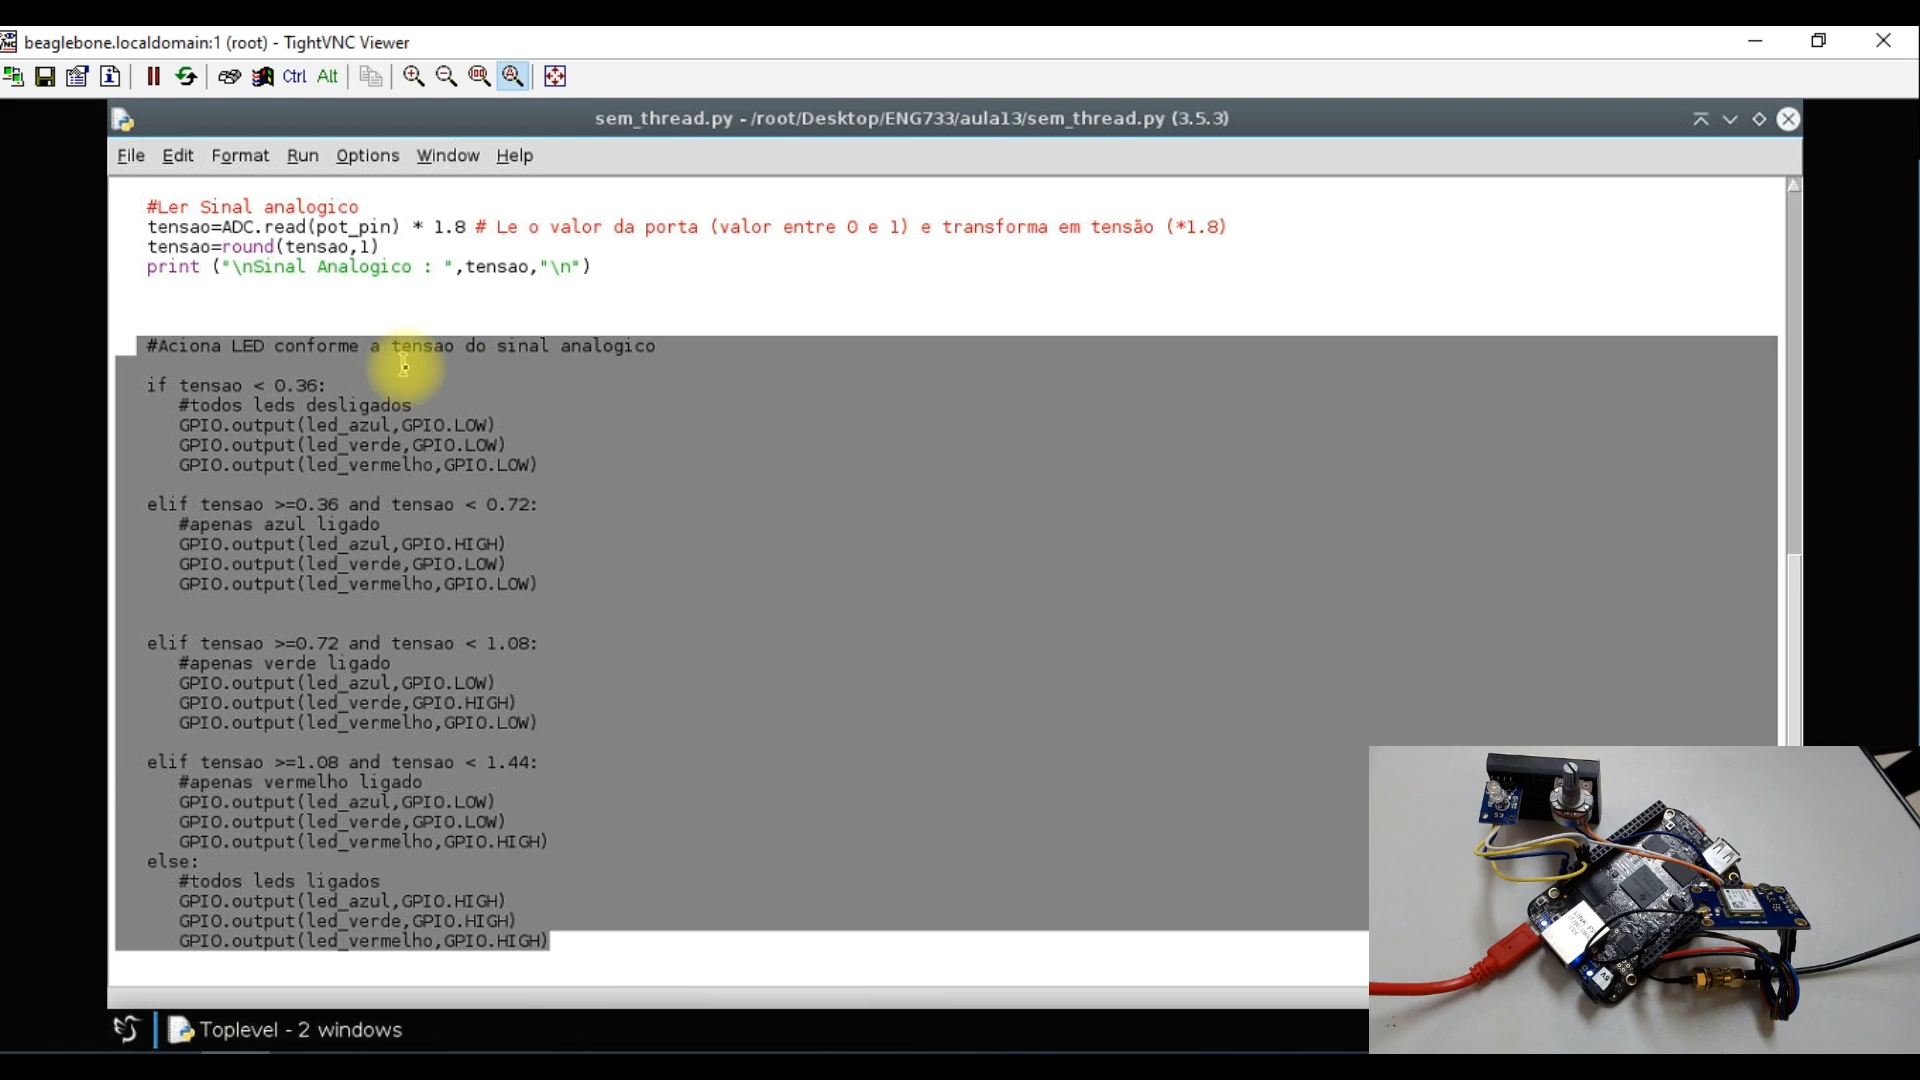 beaglebone.localdomain:1 (root) - TightVNC Viewer
Ctrl Alt
sem_thread.py - /root/Desktop/ENG733/aula13/sem_thread.py (3.5.3)
File Edit Format Run Options Window Help
#Ler Sinal analogico
tensao=ADC.read(pot_pin) * 1.8 # Le o valor da porta (valor entre 0 e 1) e transforma em tensão (*1.8)
tensao=round(tensao,1)
print ("\nSinal Analogico : ",tensao,"\n")
#Aciona LED conforme a tensao do sinal analogico
if tensao < 0.36:
#todos leds desligados
GPIO.output(led_azul,GPIO.LOW)
GPIO.output(led_verde,GPIO.LOW)
GPIO.output(led_vermelho,GPIO.LOW)
elif tensao >=0.36 and tensao < 0.72:
#apenas azul ligado
GPIO.output(led_azul,GPIO.HIGH)
GPIO.output(led_verde,GPIO.LOW)
GPIO.output(led_vermelho,GPIO.LOW)
elif tensao >=0.72 and tensao < 1.08:
#apenas verde ligado
GPIO.output(led_azul,GPIO.LOW)
GPIO.output(led_verde,GPIO.HIGH)
GPIO.output(led_vermelho,GPIO.LOW)
elif tensao >=1.08 and tensao < 1.44:
#apenas vermelho ligado
GPIO.output(led_azul,GPIO.LOW)
GPIO.output(led_verde,GPIO.LOW)
GPIO.output(led_vermelho,GPIO.HIGH)
else:
#todos leds ligados
GPIO.output(led_azul,GPIO.HIGH)
GPIO.output(led_verde,GPIO.HIGH)
GPIO.output(led_vermelho,GPIO.HIGH)
LINK
5V
Toplevel - 2 windows